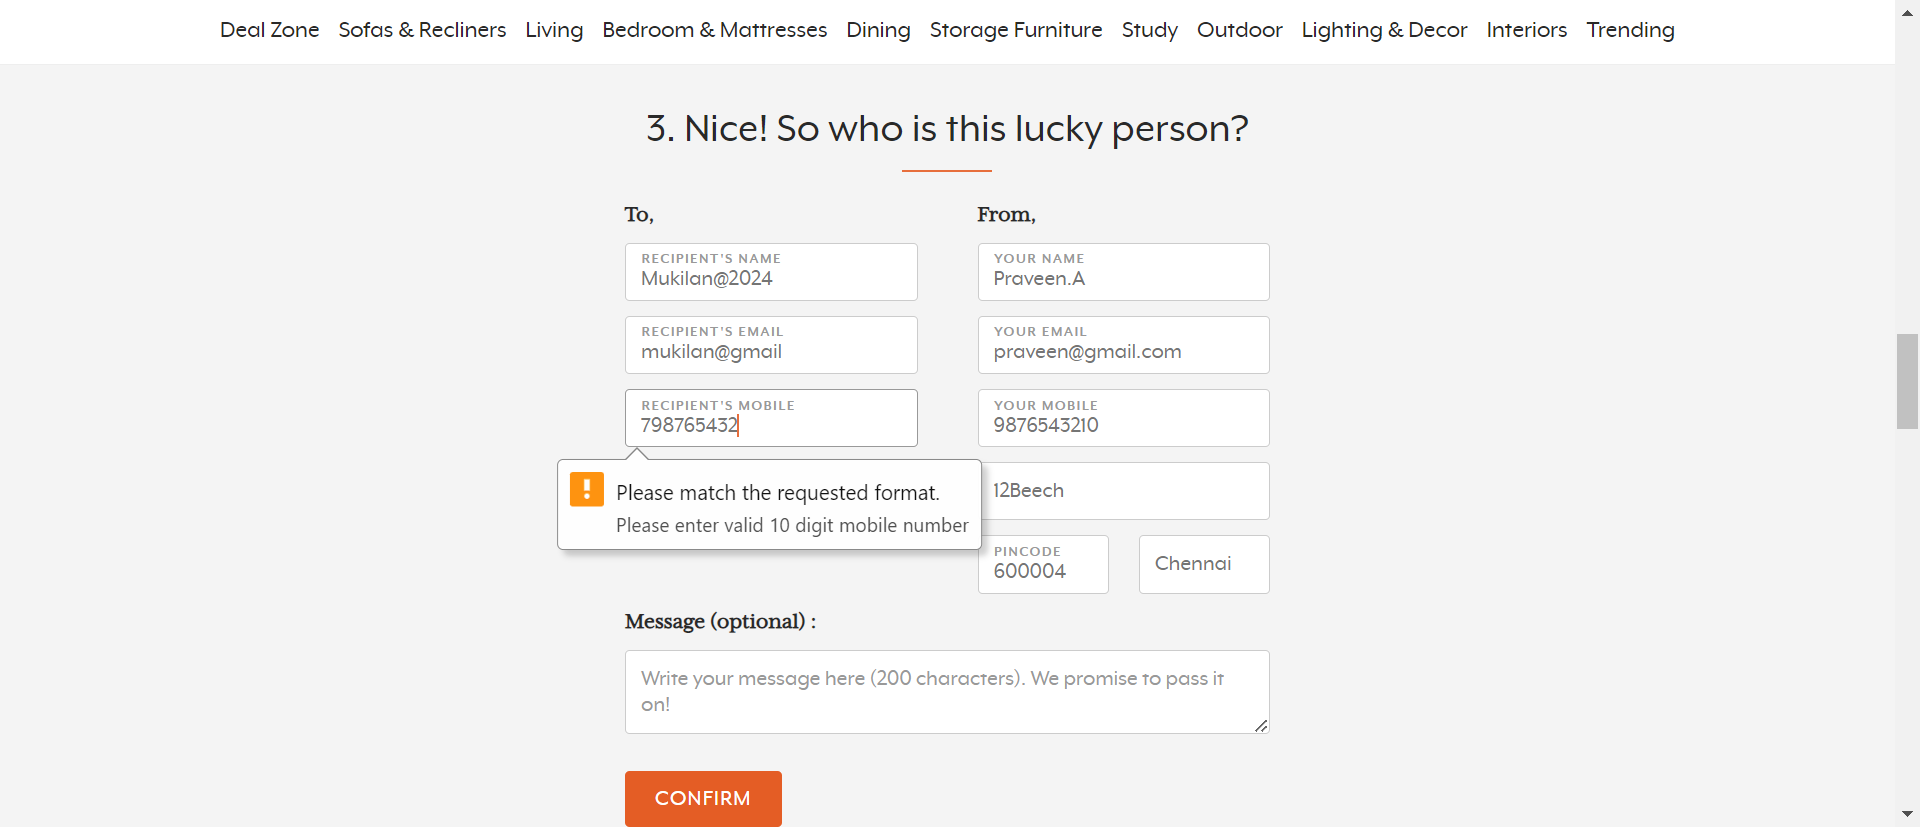 Deal Zone Sofas & Recliners Living Bedroom & Mattresses Dining Storage Furniture Study Outdoor Lighting & Decor Interiors Trending
3. Nice! So who is this lucky person?
To,
RECIPIENT'S NAME
Mukilan@2024
RECIPIENT'S EMAIL
mukilan@gmail
RECIPIENT'S MOBILE
798765432
Please match the requested format.
Please enter valid 10 digit mobile number
From,
YOUR NAME
Praveen.A
YOUR EMAIL
praveen@gmail.com
YOUR MOBILE
9876543210
12Beech
PINCODE
600004
Chennai
Message (optional) :
Write your message here (200 characters). We promise to pass it
on!
CONFIRM